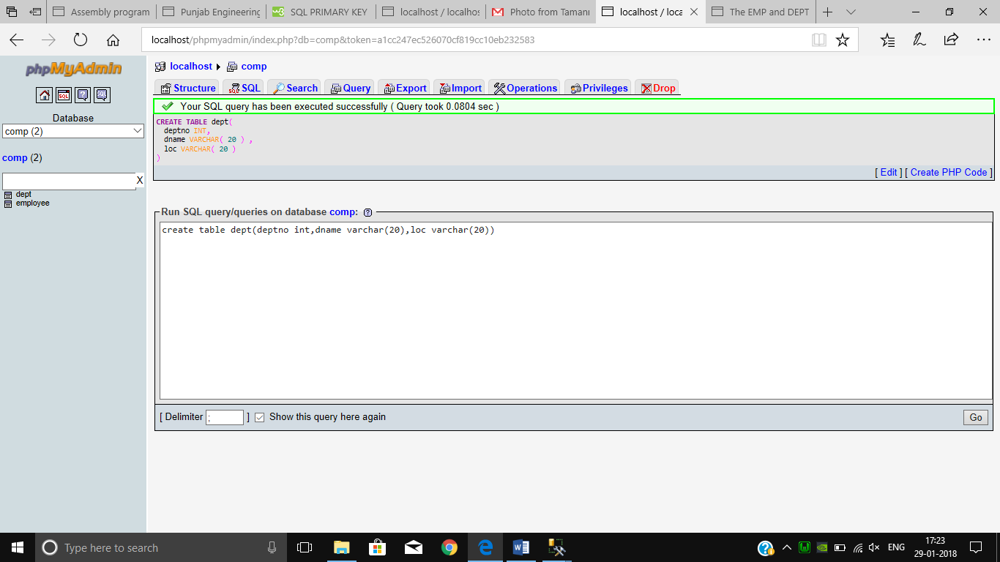 Assembly program
Punjab Engineering
w3 SQL PRIMARY KEY
localhost / localhos
Photo from Tamann
localhost / loca
The EMP and DEPT
localhost/phpmyadmin/index.php?db=comp&token=a1cc247ec526070cf819cc10eb232583
phpMyAdmin
SQL
Database
comp (2)
comp (2)
X
dept
employee
localhost comp
Structure SQL Search Query Export Import Operations Privileges Drop
Your SQL query has been executed successfully ( Query took 0.0804 sec )
CREATE TABLE dept(
deptno INT,
dname VARCHAR( 20 ) ,
loc VARCHAR( 20 )
)
[ Edit ] [ Create PHP Code ]
Run SQL query/queries on database comp:
create table dept(deptno int,dname varchar(20),loc varchar(20))
[ Delimiter ; ] Show this query here again
Go
Type here to search
ENG
17:23
29-01-2018